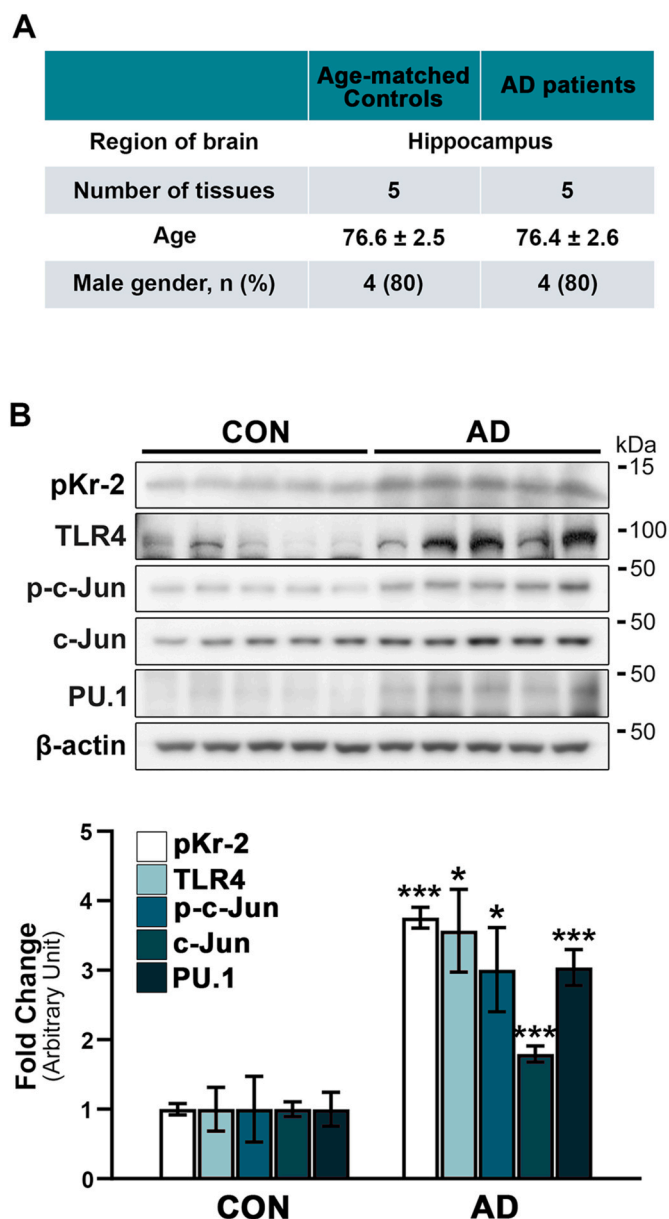 A
Age-matched
Controls
AD patients
Region of brain Hippocampus
Number of tissues 5 5
Age 76.6 ± 2.5 76.4 ± 2.6
Male gender, n (%) 4 (80) 4 (80)
B
CON AD kDa
pKr-2 -15
TLR4 -100
p-c-Jun -50
c-Jun -50
PU.1 -50
β-actin -50
Fold Change
(Arbitrary Unit)
5
4
3
2
1
0
pKr-2
TLR4
p-c-Jun
c-Jun
PU.1
*** * * *** ***
CON AD